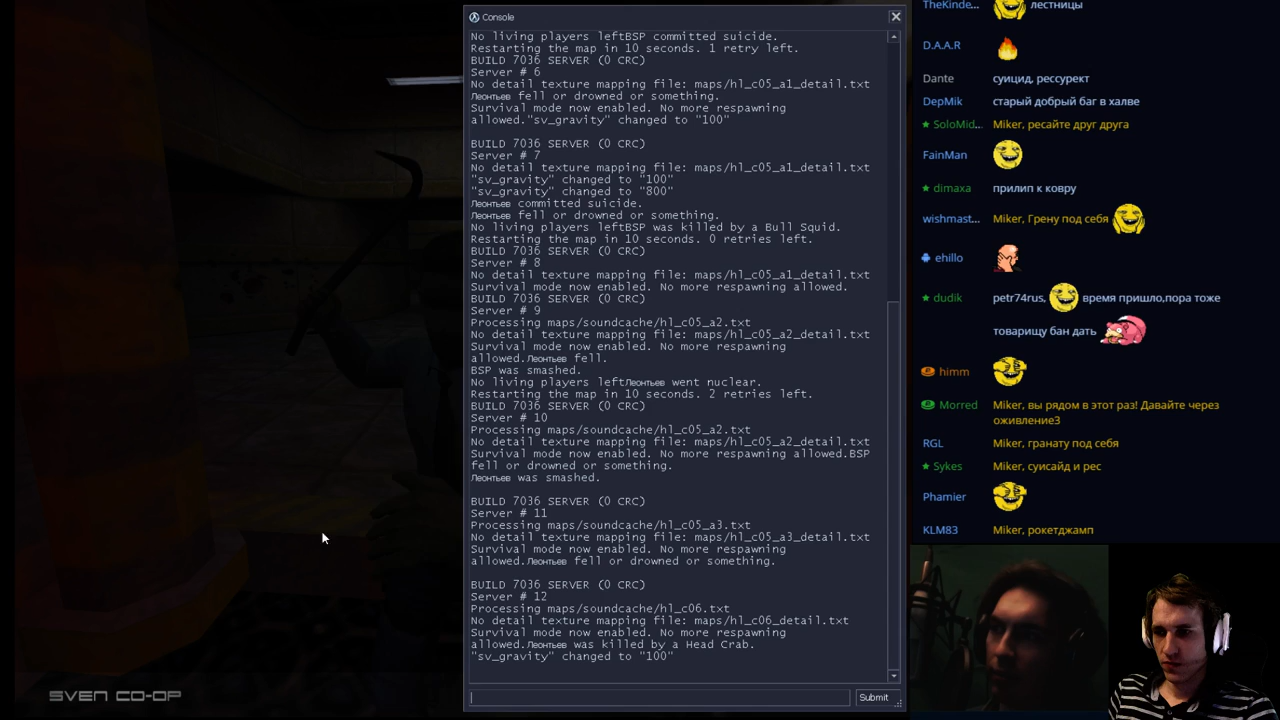 Console
No living players leftBSP committed suicide.
Restarting the map in 10 seconds. 1 retry left.
BUILD 7036 SERVER (0 CRC)
Server # 6
No detail texture mapping file: maps/hl_c05_a1_detail.txt
Леонтьев fell or drowned or something.
Survival mode now enabled. No more respawning
allowed."sv_gravity" changed to "100"
BUILD 7036 SERVER (0 CRC)
Server # 7
No detail texture mapping file: maps/hl_c05_a1_detail.txt
"sv_gravity" changed to "100"
"sv_gravity" changed to "800"
Леонтьев committed suicide.
Леонтьев fell or drowned or something.
No living players leftBSP was killed by a Bull Squid.
Restarting the map in 10 seconds. 0 retries left.
BUILD 7036 SERVER (0 CRC)
Server # 8
No detail texture mapping file: maps/hl_c05_a1_detail.txt
Survival mode now enabled. No more respawning allowed.
BUILD 7036 SERVER (0 CRC)
Server # 9
Processing maps/soundcache/hl_c05_a2.txt
No detail texture mapping file: maps/hl_c05_a2_detail.txt
Survival mode now enabled. No more respawning
allowed.Леонтьев fell.
BSP was smashed.
No living players leftЛеонтьев went nuclear.
Restarting the map in 10 seconds. 2 retries left.
BUILD 7036 SERVER (0 CRC)
Server # 10
Processing maps/soundcache/hl_c05_a2.txt
No detail texture mapping file: maps/hl_c05_a2_detail.txt
Survival mode now enabled. No more respawning allowed.BSP
fell or drowned or something.
Леонтьев was smashed.
BUILD 7036 SERVER (0 CRC)
Server # 11
Processing maps/soundcache/hl_c05_a3.txt
No detail texture mapping file: maps/hl_c05_a3_detail.txt
Survival mode now enabled. No more respawning
allowed.Леонтьев fell or drowned or something.
BUILD 7036 SERVER (0 CRC)
Server # 12
Processing maps/soundcache/hl_c06.txt
No detail texture mapping file: maps/hl_c06_detail.txt
Survival mode now enabled. No more respawning
allowed.Леонтьев was killed by a Head Crab.
"sv_gravity" changed to "100"
Submit
SVEN CO-OP
TheKinde... лестницы
D.A.A.R
Dante суицид, рессурект
DepMik старый добрый баг в халве
SoloMid... Miker, ресайте друг друга
FainMan
dimaxa прилип к ковру
wishmast... Miker, Грену под себя
ehillo
dudik petr74rus, время пришло,пора тоже
товарищу бан дать
himm
Morred Miker, вы рядом в этот раз! Давайте через
оживление3
RGL Miker, гранату под себя
Sykes Miker, суисайд и рес
Phamier
KLM83 Miker, рокетджамп